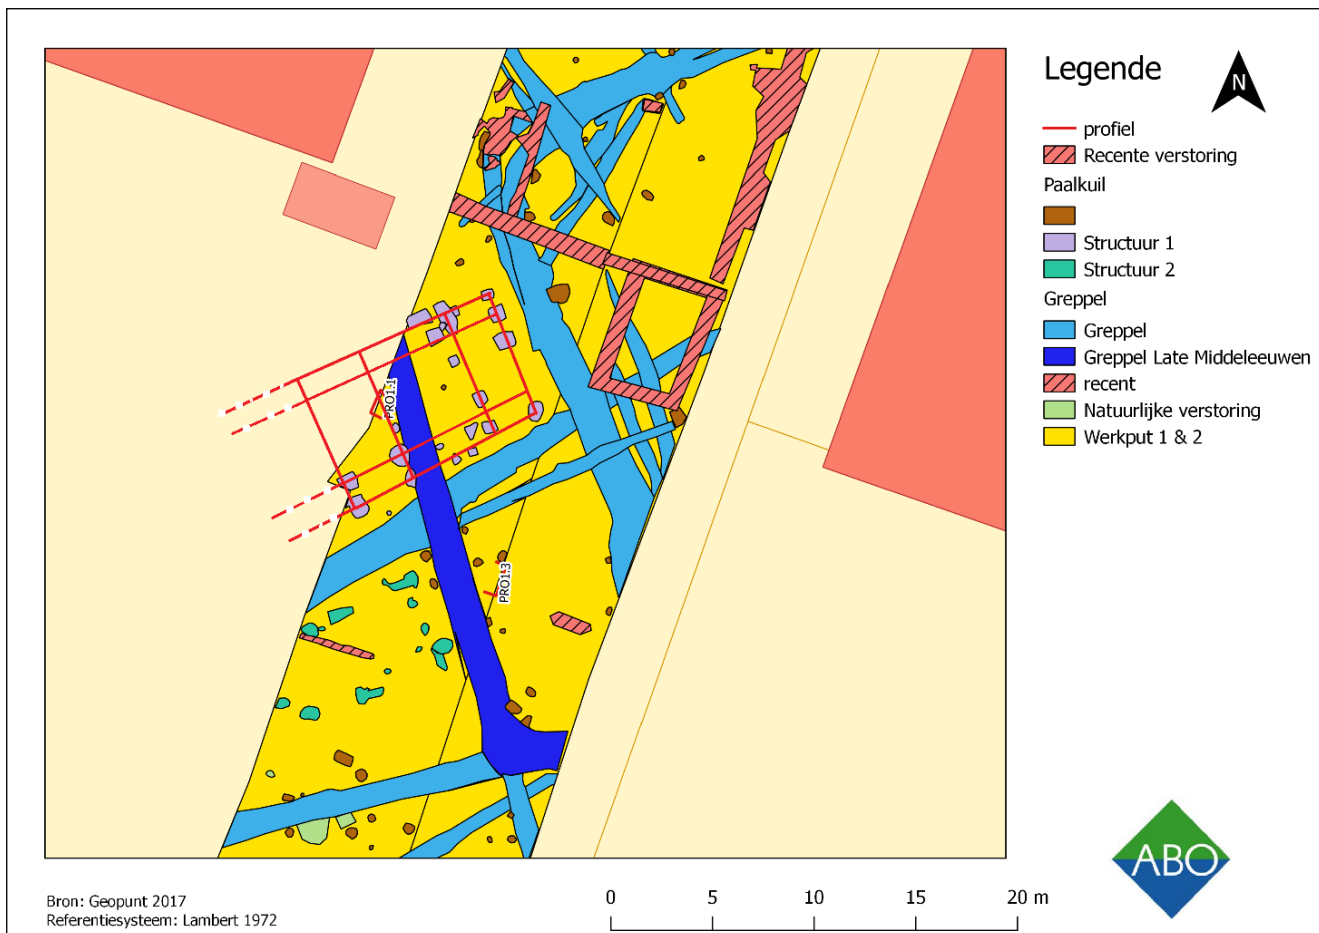 Legende
N
profiel
Recente verstoring
Paalkuil
Structuur 1
Structuur 2
Greppel
Greppel
Greppel Late Middeleeuwen
recent
Natuurlijke verstoring
Werkput 1 & 2
PRO1.1
PRO1.3
ABO
Bron: Geopunt 2017
Referentiesysteem: Lambert 1972
0 5 10 15 20 m